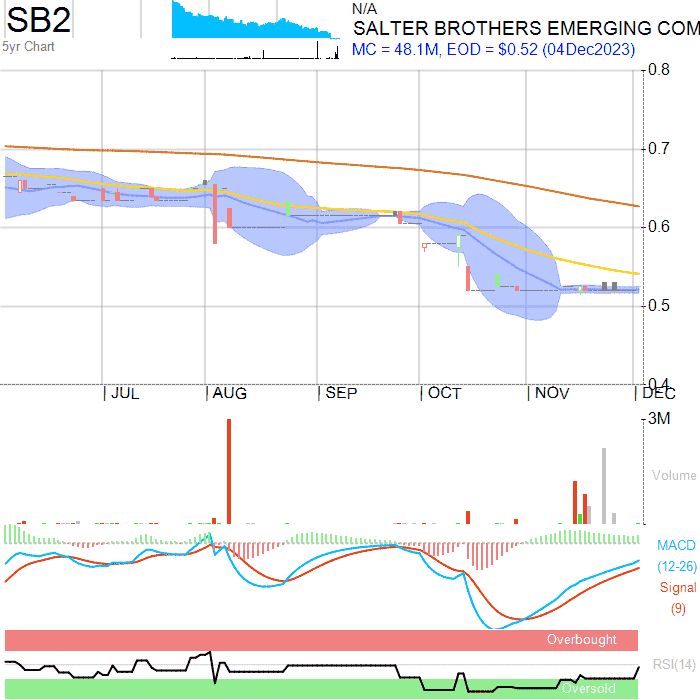 SB2
5yr Chart
N/A
SALTER BROTHERS EMERGING COM
MC = 48.1M, EOD = $0.52 (04Dec2023)
0.8
0.7
0.6
0.5
0.4
JUL AUG SEP OCT NOV DEC
3M
Volume
MACD
(12-26)
Signal
(9)
Overbought
RSI(14)
Oversold